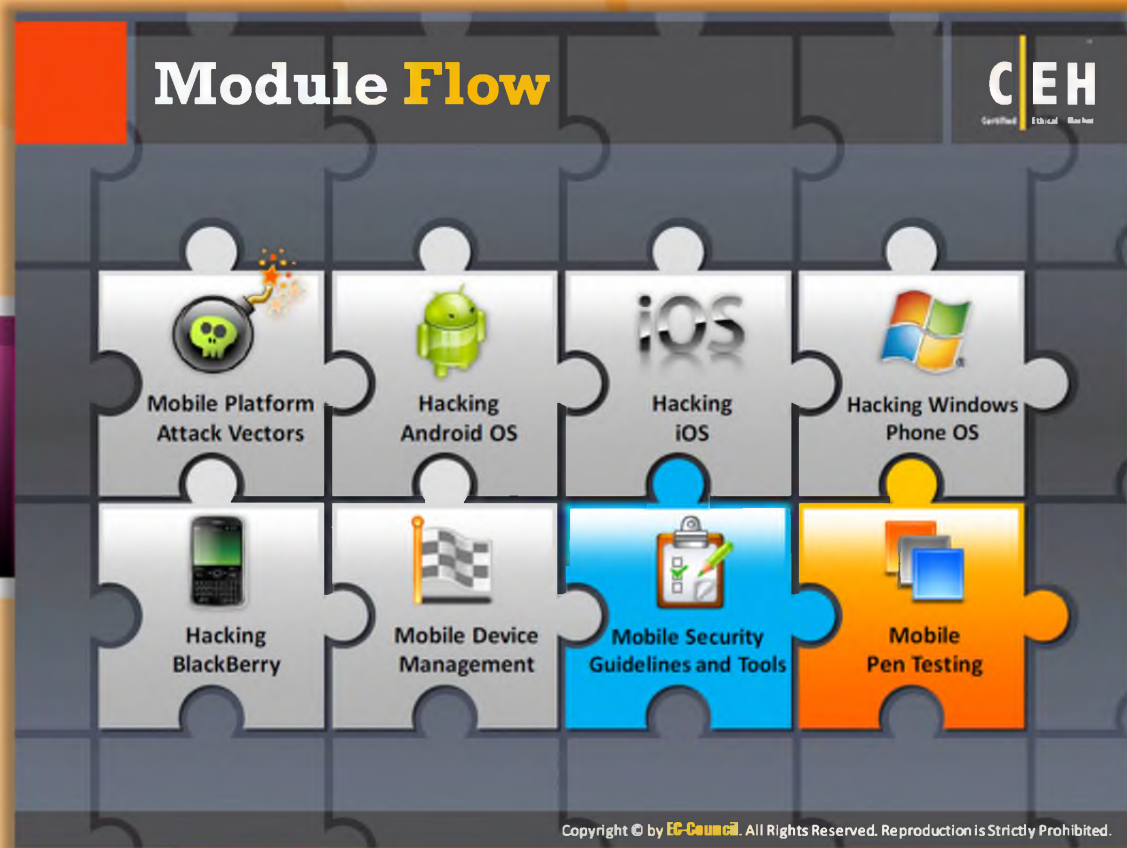 Module Flow
C EH
Certified Ethical Hacker
Mobile Platform
Attack Vectors
Hacking
Android OS
iOS
Hacking
iOS
Hacking Windows
Phone OS
Hacking
BlackBerry
Mobile Device
Management
Mobile Security
Guidelines and Tools
Mobile
Pen Testing
Copyright © by EC-Council. All Rights Reserved. Reproduction is Strictly Prohibited.